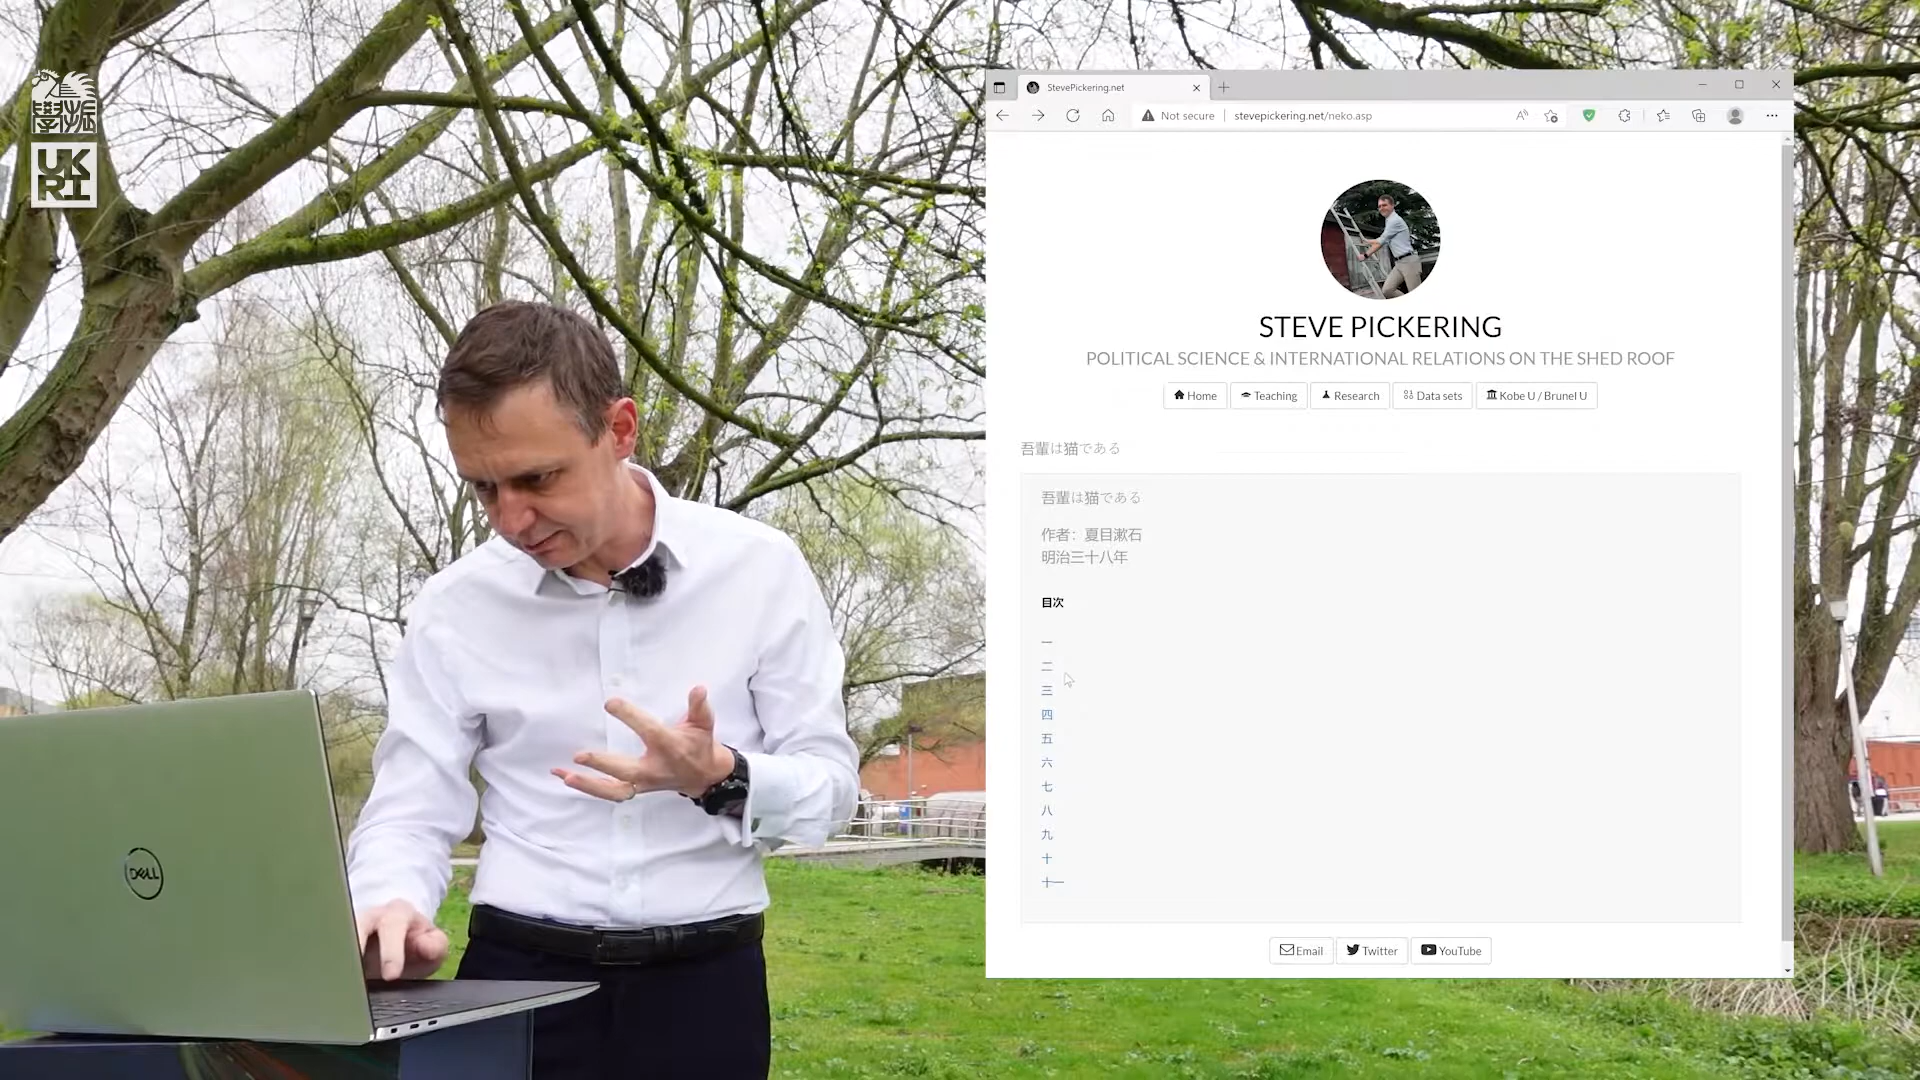 學振
UK
RI
DELL
StevePickering.net
Not secure
stevepickering.net/neko.asp
STEVE PICKERING
POLITICAL SCIENCE & INTERNATIONAL RELATIONS ON THE SHED ROOF
Home Teaching Research Data sets Kobe U / Brunel U
吾輩は猫である
吾輩は猫である
作者：夏目漱石
明治三十八年
目次
一
二
三
四
五
六
七
八
九
十
十一
Email Twitter YouTube